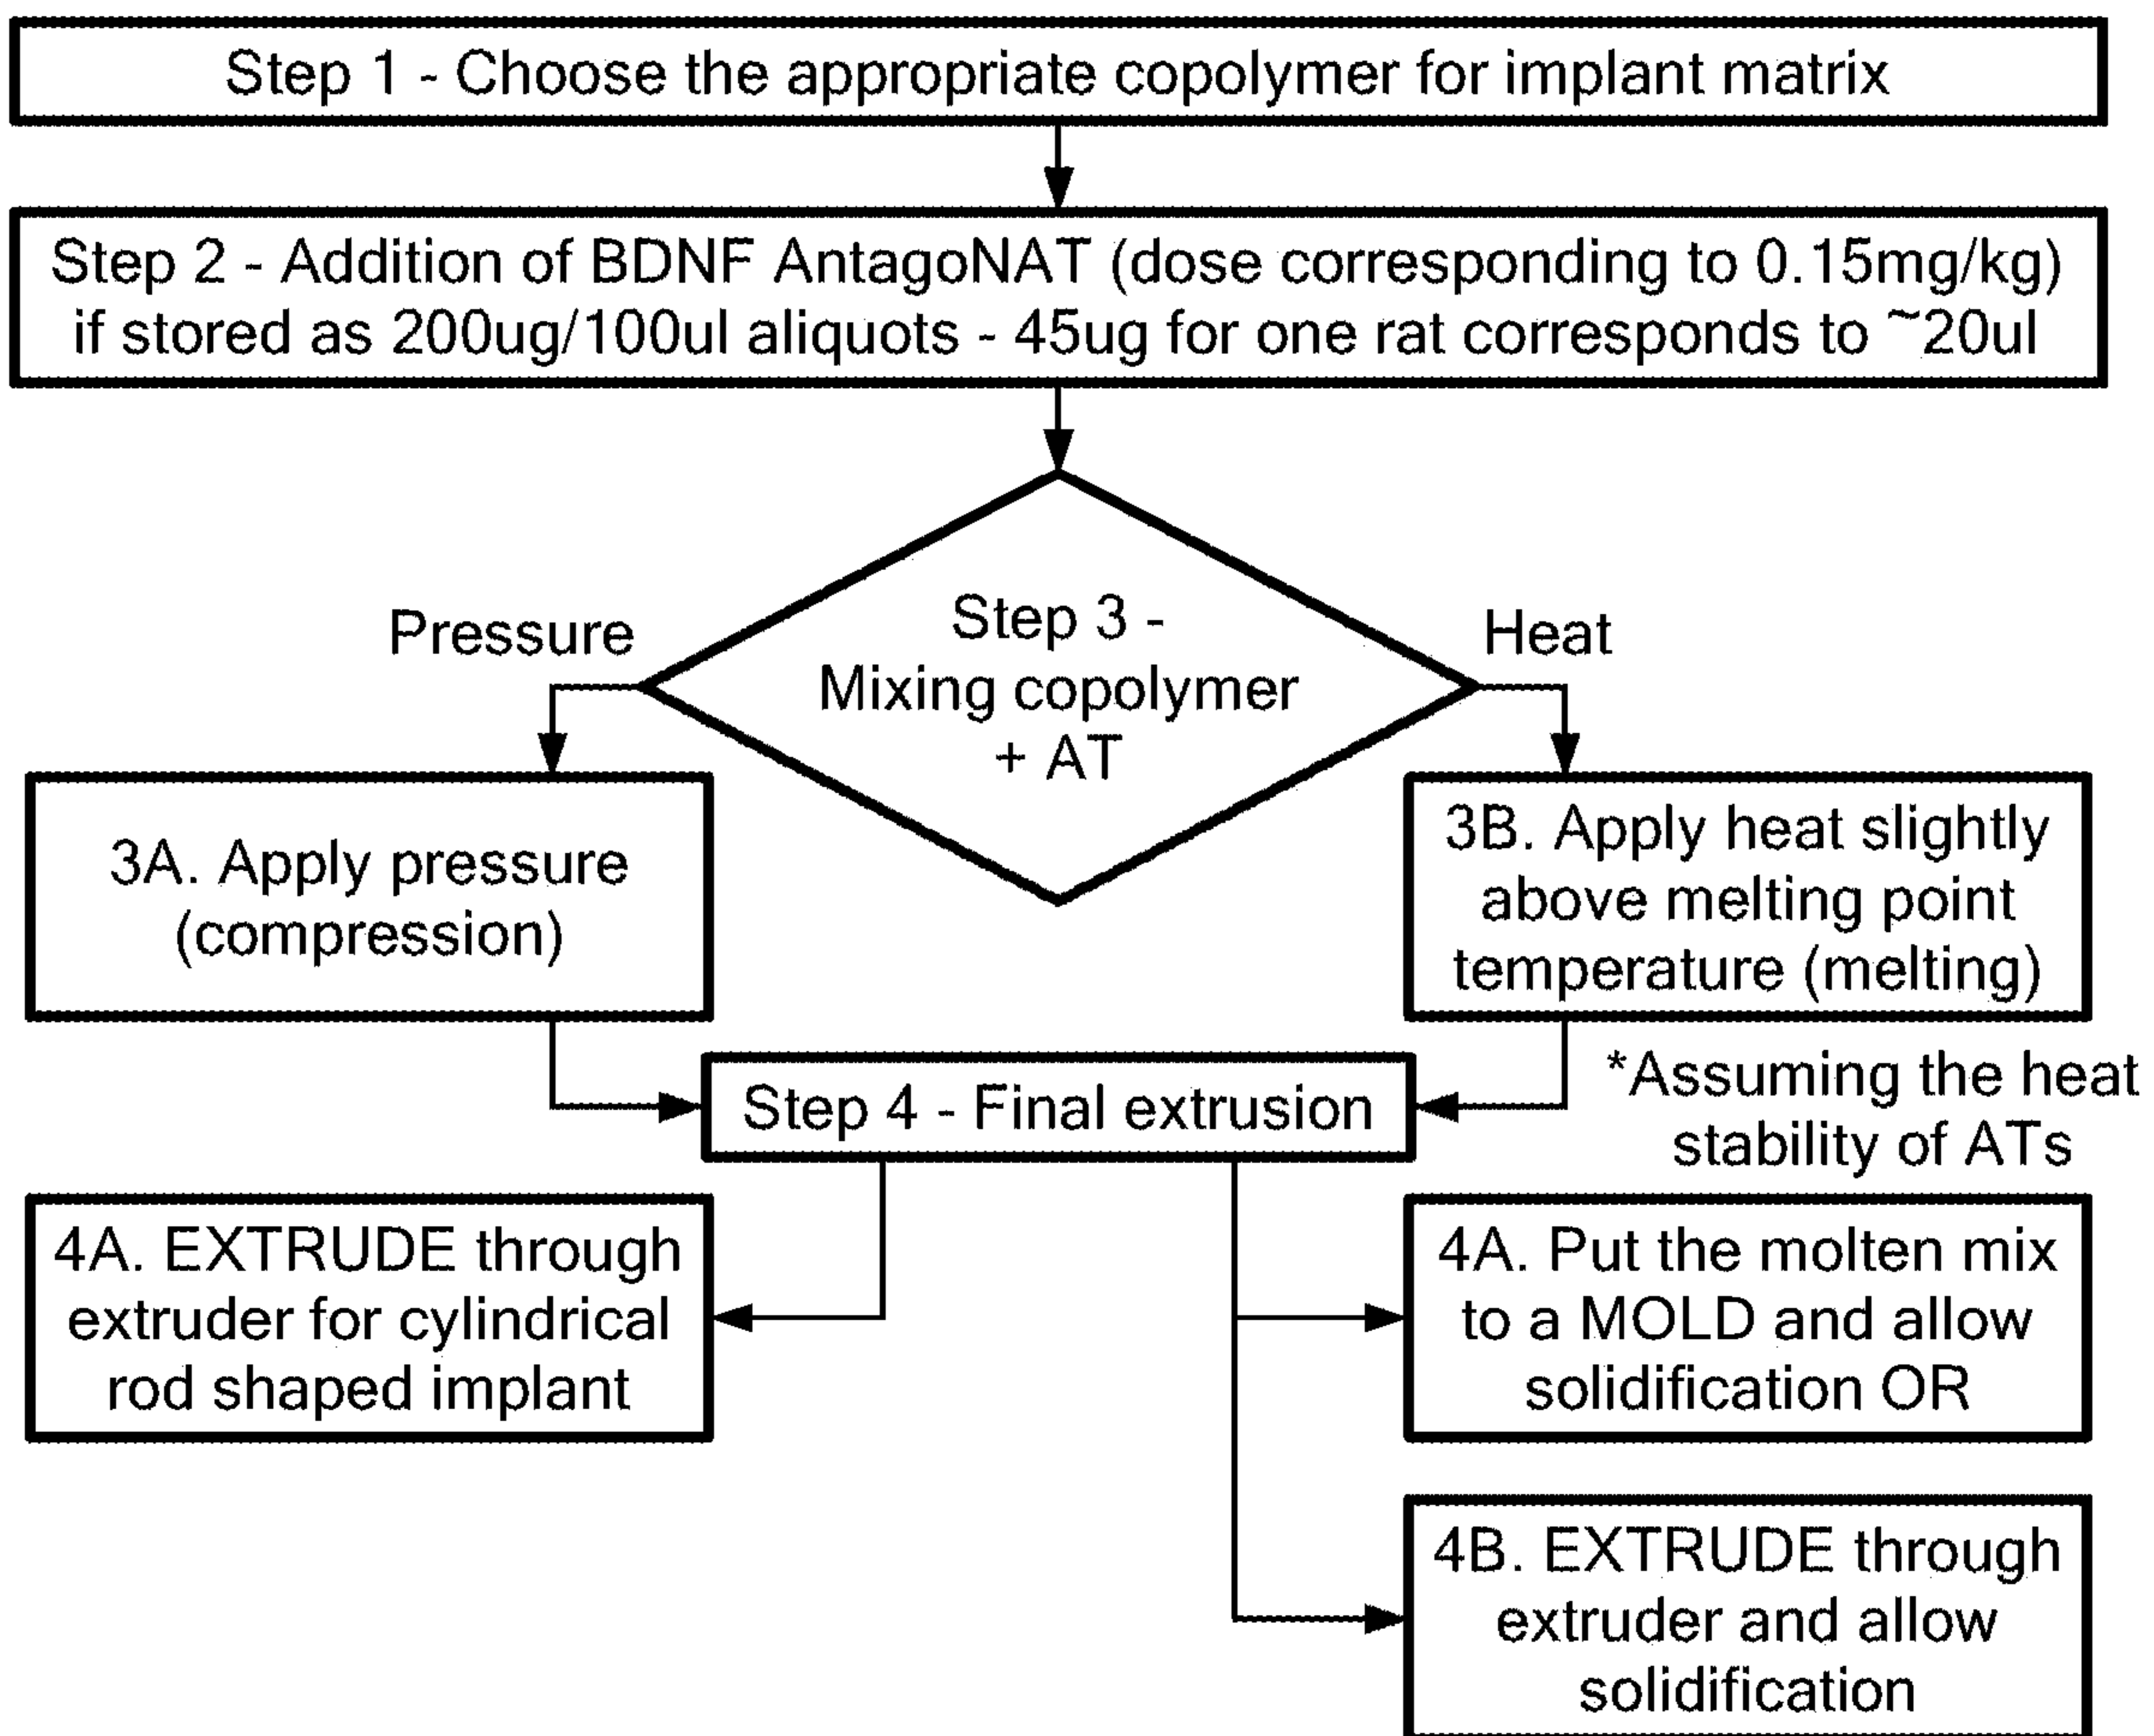 Step 1 - Choose the appropriate copolymer for implant matrix
Step 2 - Addition of BDNF AntagoNAT (dose corresponding to 0.15mg/kg)
if stored as 200ug/100ul aliquots - 45ug for one rat corresponds to ~20ul
Pressure
Step 3 -
Mixing copolymer
+ AT
Heat
3A. Apply pressure
(compression)
3B. Apply heat slightly
above melting point
temperature (melting)
Step 4 - Final extrusion
*Assuming the heat
stability of ATs
4A. EXTRUDE through
extruder for cylindrical
rod shaped implant
4A. Put the molten mix
to a MOLD and allow
solidification OR
4B. EXTRUDE through
extruder and allow
solidification